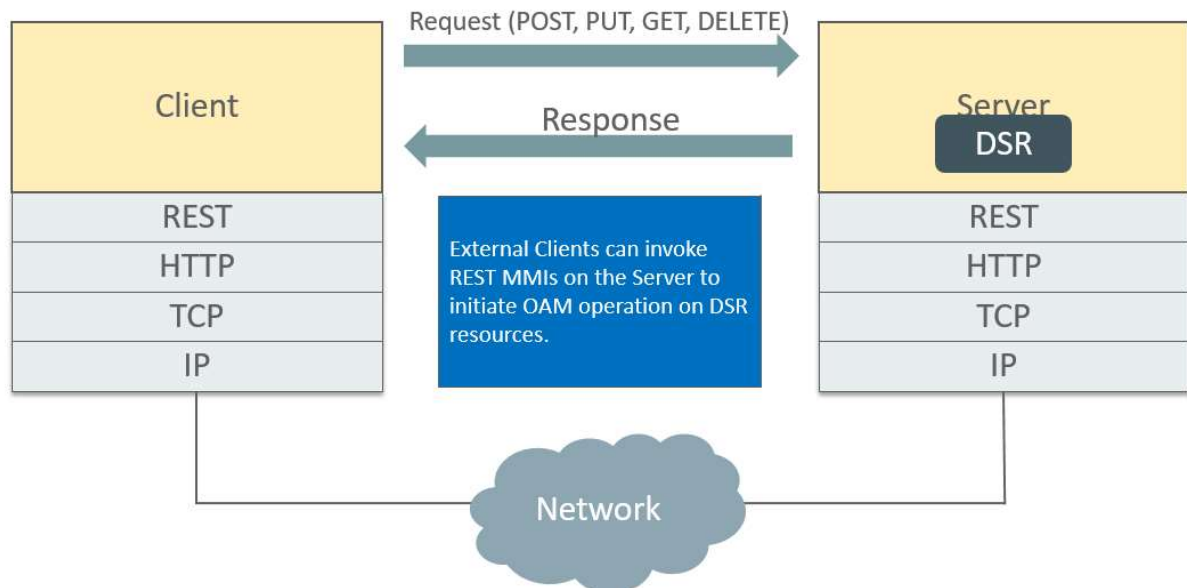 Request (POST, PUT, GET, DELETE)
Client
Response
Server
DSR
REST
HTTP
TCP
IP
External Clients can invoke
REST MMIs on the Server to
initiate OAM operation on DSR
resources.
REST
HTTP
TCP
IP
Network